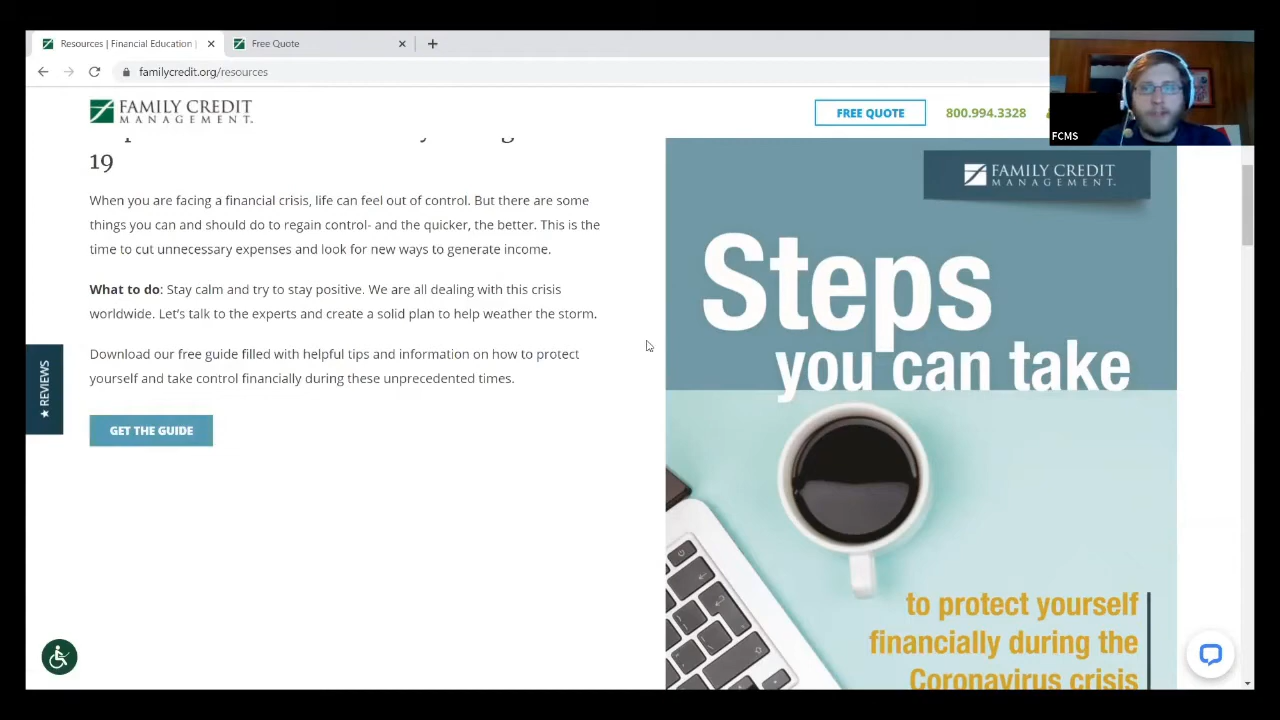 Resources | Financial Education |
Free Quote
familycredit.org/resources
FAMILY CREDIT
MANAGEMENT.
FREE QUOTE
800.994.3328
FCMS
19
When you are facing a financial crisis, life can feel out of control. But there are some
things you can and should do to regain control- and the quicker, the better. This is the
time to cut unnecessary expenses and look for new ways to generate income.
What to do: Stay calm and try to stay positive. We are all dealing with this crisis
worldwide. Let's talk to the experts and create a solid plan to help weather the storm.
Download our free guide filled with helpful tips and information on how to protect
yourself and take control financially during these unprecedented times.
GET THE GUIDE
★ REVIEWS
FAMILY CREDIT
MANAGEMENT.
Steps
you can take
to protect yourself
financially during the
Coronavirus crisis